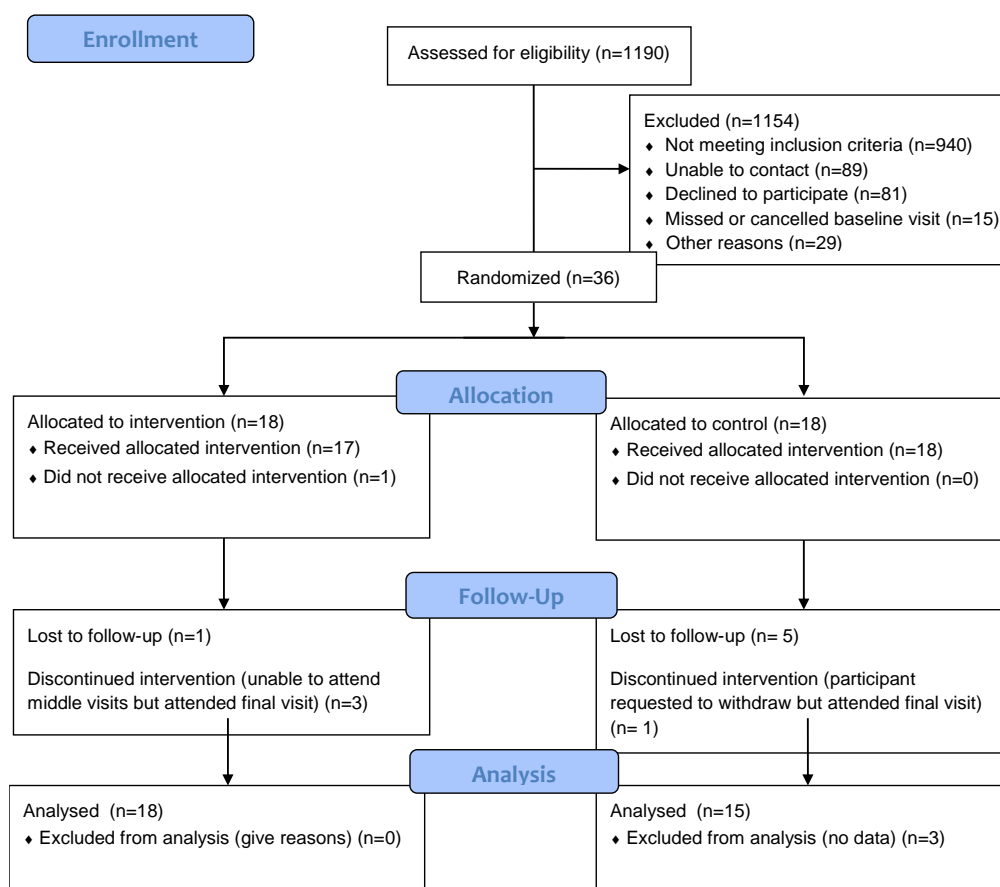 Enrollment
Assessed for eligibility (n=1190)
Excluded (n=1154)
♦ Not meeting inclusion criteria (n=940)
♦ Unable to contact (n=89)
♦ Declined to participate (n=81)
♦ Missed or cancelled baseline visit (n=15)
♦ Other reasons (n=29)
Randomized (n=36)
Allocation
Allocated to intervention (n=18)
♦ Received allocated intervention (n=17)
♦ Did not receive allocated intervention (n=1)
Allocated to control (n=18)
♦ Received allocated intervention (n=18)
♦ Did not receive allocated intervention (n=0)
Follow-Up
Lost to follow-up (n=1)
Discontinued intervention (unable to attend
middle visits but attended final visit) (n=3)
Lost to follow-up (n= 5)
Discontinued intervention (participant
requested to withdraw but attended final visit)
(n= 1)
Analysis
Analysed (n=18)
♦ Excluded from analysis (give reasons) (n=0)
Analysed (n=15)
♦ Excluded from analysis (no data) (n=3)